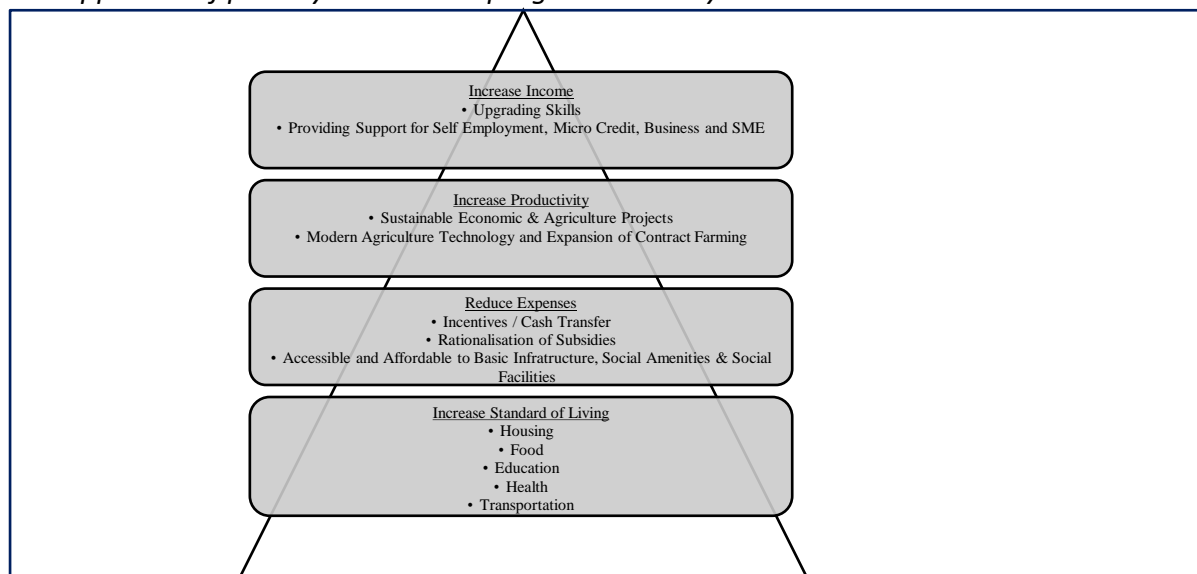 Increase Income
• Upgrading Skills
• Providing Support for Self Employment, Micro Credit, Business and SME
Increase Productivity
• Sustainable Economic & Agriculture Projects
• Modern Agriculture Technology and Expansion of Contract Farming
Reduce Expenses
• Incentives / Cash Transfer
• Rationalisation of Subsidies
• Accessible and Affordable to Basic Infratructure, Social Amenities & Social
Facilities
Increase Standard of Living
• Housing
• Food
• Education
• Health
• Transportation